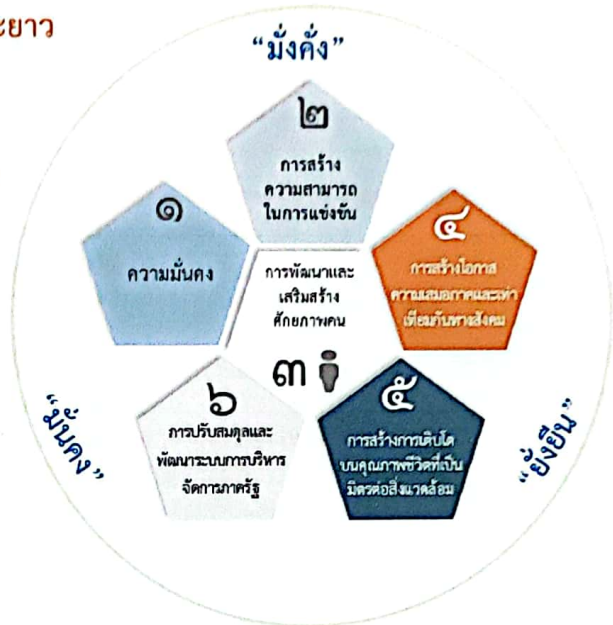 ะยาว
“มั่งคั่ง”
๒
การสร้าง
ความสามารถ
ในการแข่งขัน
๑
ความมั่นคง
๔
การสร้างโอกาส
ความเสมอภาคและเท่า
เทียมกันทางสังคม
การพัฒนาและ
เสริมสร้าง
ศักยภาพคน
๓
๖
การปรับสมดุลและ
พัฒนาระบบการบริหาร
จัดการภาครัฐ
๕
การสร้างการเติบโต
บนคุณภาพชีวิตที่เป็น
มิตรต่อสิ่งแวดล้อม
“มั่นคง”
“ยั่งยืน”